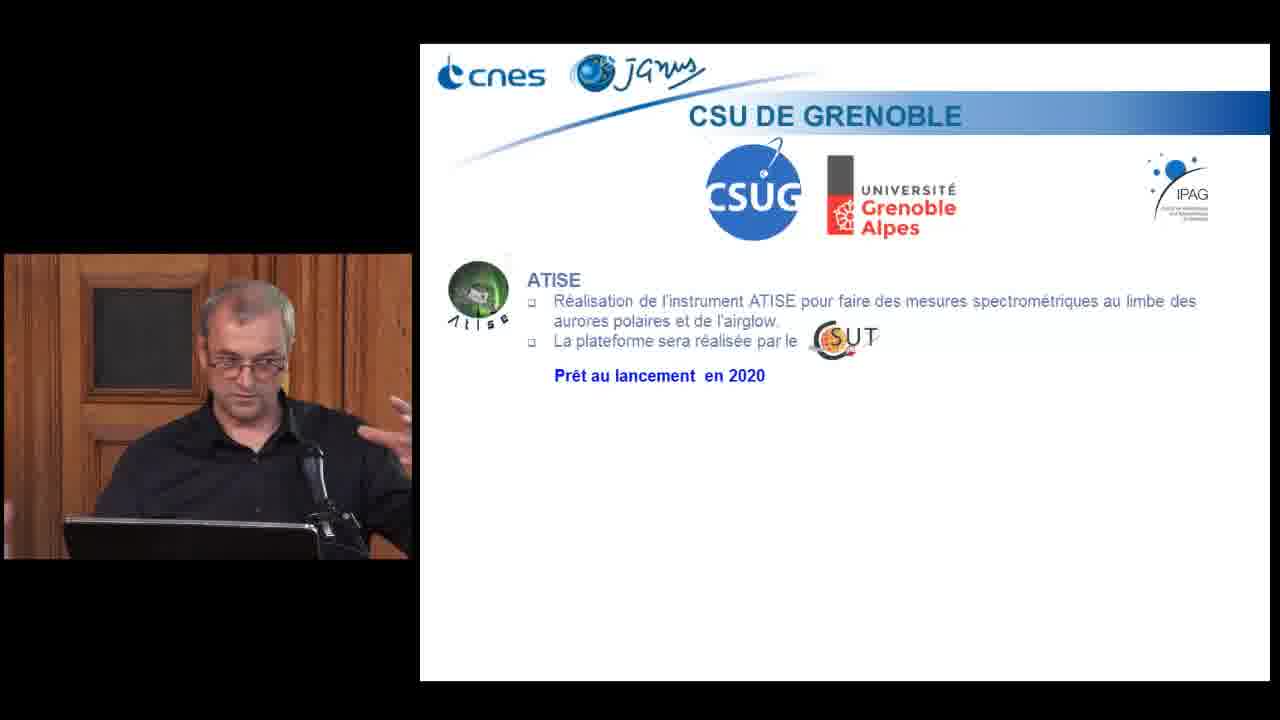 cnes janus
CSU DE GRENOBLE
CSUG
UNIVERSITÉ
Grenoble
Alpes
IPAG
Atise
ATISE
Réalisation de l'instrument ATISE pour faire des mesures spectrométriques au limbe des
aurores polaires et de l'airglow.
La plateforme sera réalisée par le CSUT
Prêt au lancement en 2020